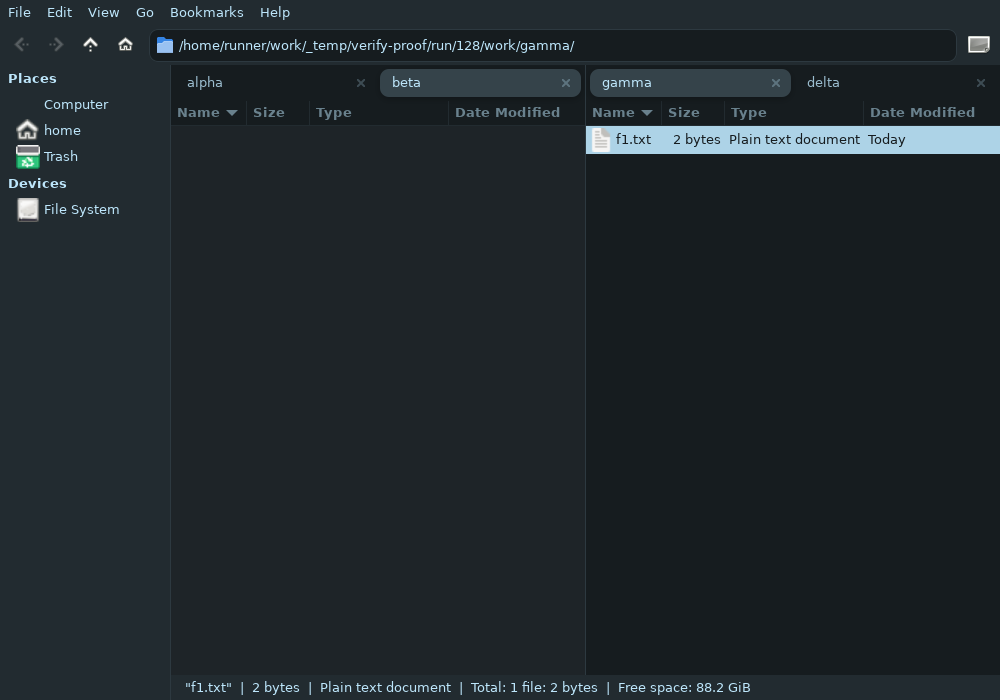 File Edit View Go Bookmarks Help
/home/runner/work/_temp/verify-proof/run/128/work/gamma/
Places
Computer
home
Trash
Devices
File System
alpha beta
Name Size Type Date Modified
gamma delta
Name Size Type Date Modified
f1.txt 2 bytes Plain text document Today
"f1.txt" | 2 bytes | Plain text document | Total: 1 file: 2 bytes | Free space: 88.2 GiB